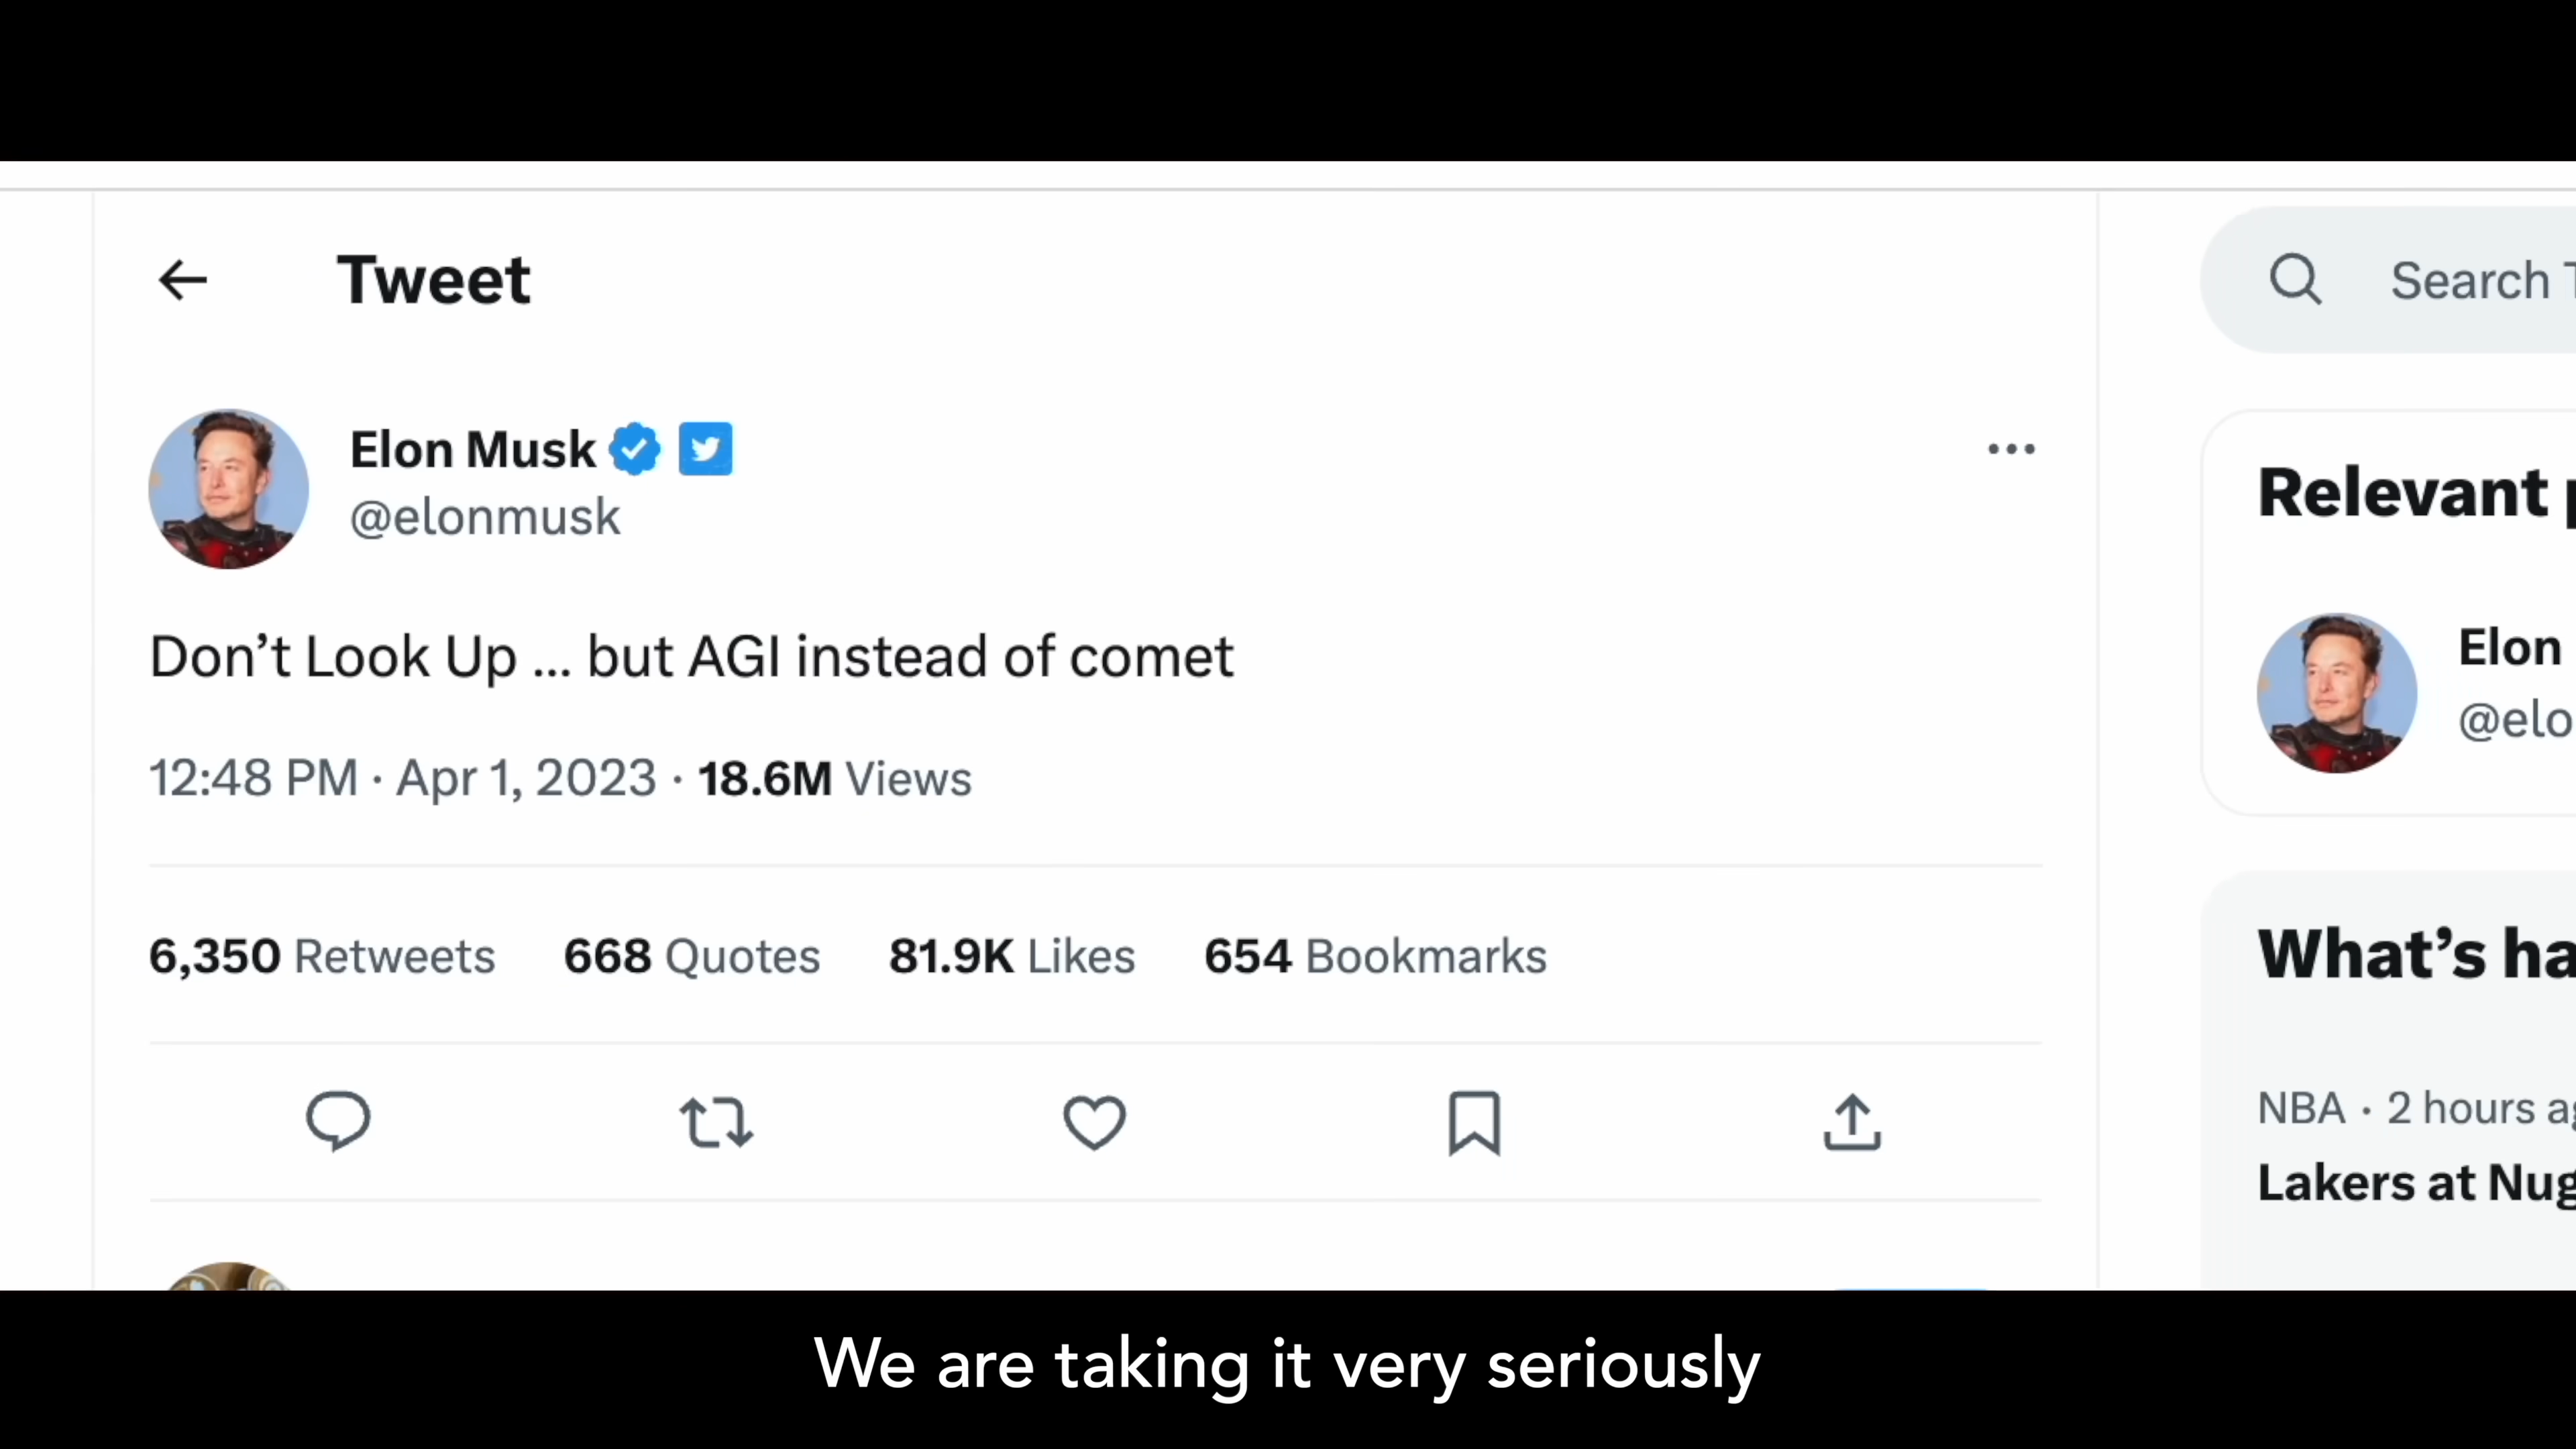 Tweet
Search
Elon Musk
@elonmusk
Don’t Look Up ... but AGI instead of comet
12:48 PM · Apr 1, 2023 · 18.6M Views
6,350 Retweets 668 Quotes 81.9K Likes 654 Bookmarks
Relevant
Elon
@elo
What’s ha
NBA · 2 hours
Lakers at Nug
We are taking it very seriously